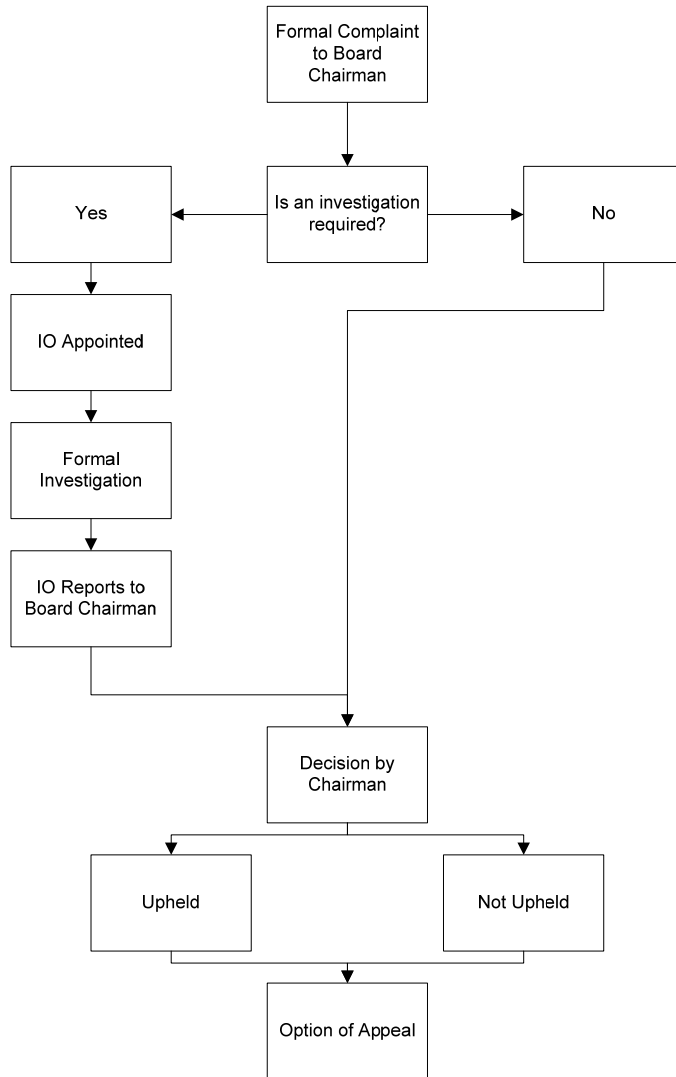 Formal Complaint
to Board
Chairman
Yes
Is an investigation
required?
No
IO Appointed
Formal
Investigation
IO Reports to
Board Chairman
Decision by
Chairman
Upheld
Not Upheld
Option of Appeal